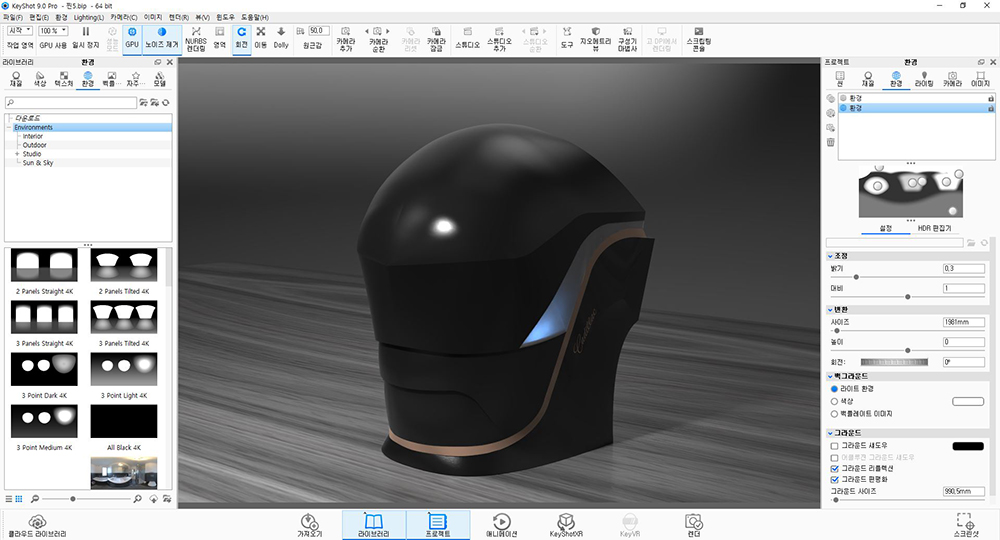 KeyShot 9.0 Pro - 찐5.bip - 64 bit
파일(F) 편집(E) 환경 Lighting(L) 카메라(C) 이미지 렌더(R) 뷰(V) 윈도우 도움말(H)
시작 100 % GPU 노이즈 제거 NURBS 렌더링 영역 회전 이동 Dolly 50.0 원근감
작업 영역 GPU 사용 일시 정지
카메라 추가 카메라 순환 카메라 리셋 카메라 잠금 스튜디오 스튜디오 추가 스튜디오 순환 도구 지오메트리 뷰 구성기 마법사 스크립팅 콘솔
라이브러리 환경
재질 색상 텍스처 환경 백플... 자주... 모델
다운로드
Environments
Interior
Outdoor
Studio
Sun & Sky
2 Panels Straight 4K 2 Panels Tilted 4K
3 Panels Straight 4K 3 Panels Tilted 4K
3 Point Dark 4K 3 Point Light 4K
3 Point Medium 4K All Black 4K
Cadillac
프로젝트 환경
씬 재질 환경 라이팅 카메라 이미지
환경
환경
설정 HDR 편집기
조정
밝기 0,3
대비 1
변환
사이즈 1981mm
높이 0
회전: 0°
백그라운드
라이트 환경
색상
백플레이트 이미지
그라운드
그라운드 섀도우
어클루전 그라운드 섀도우
그라운드 리플렉션
그라운드 편평화
그라운드 사이즈 990,5mm
클라우드 라이브러리 가져오기 라이브러리 프로젝트 애니메이션 KeyShotXR KeyVR 렌더 스크린샷